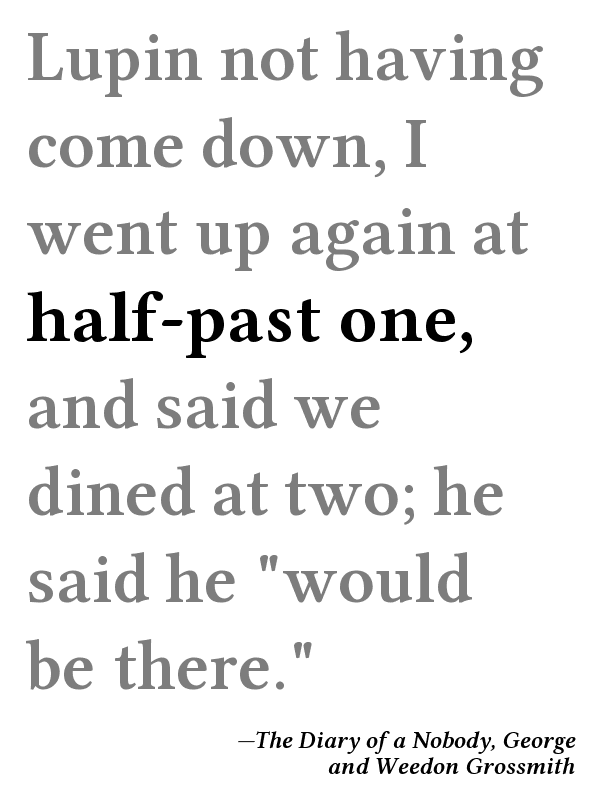 Lupin not having
come down, I
went up again at
half-past one,
and said we
dined at two; he
said he "would
be there."
—The Diary of a Nobody, George
and Weedon Grossmith